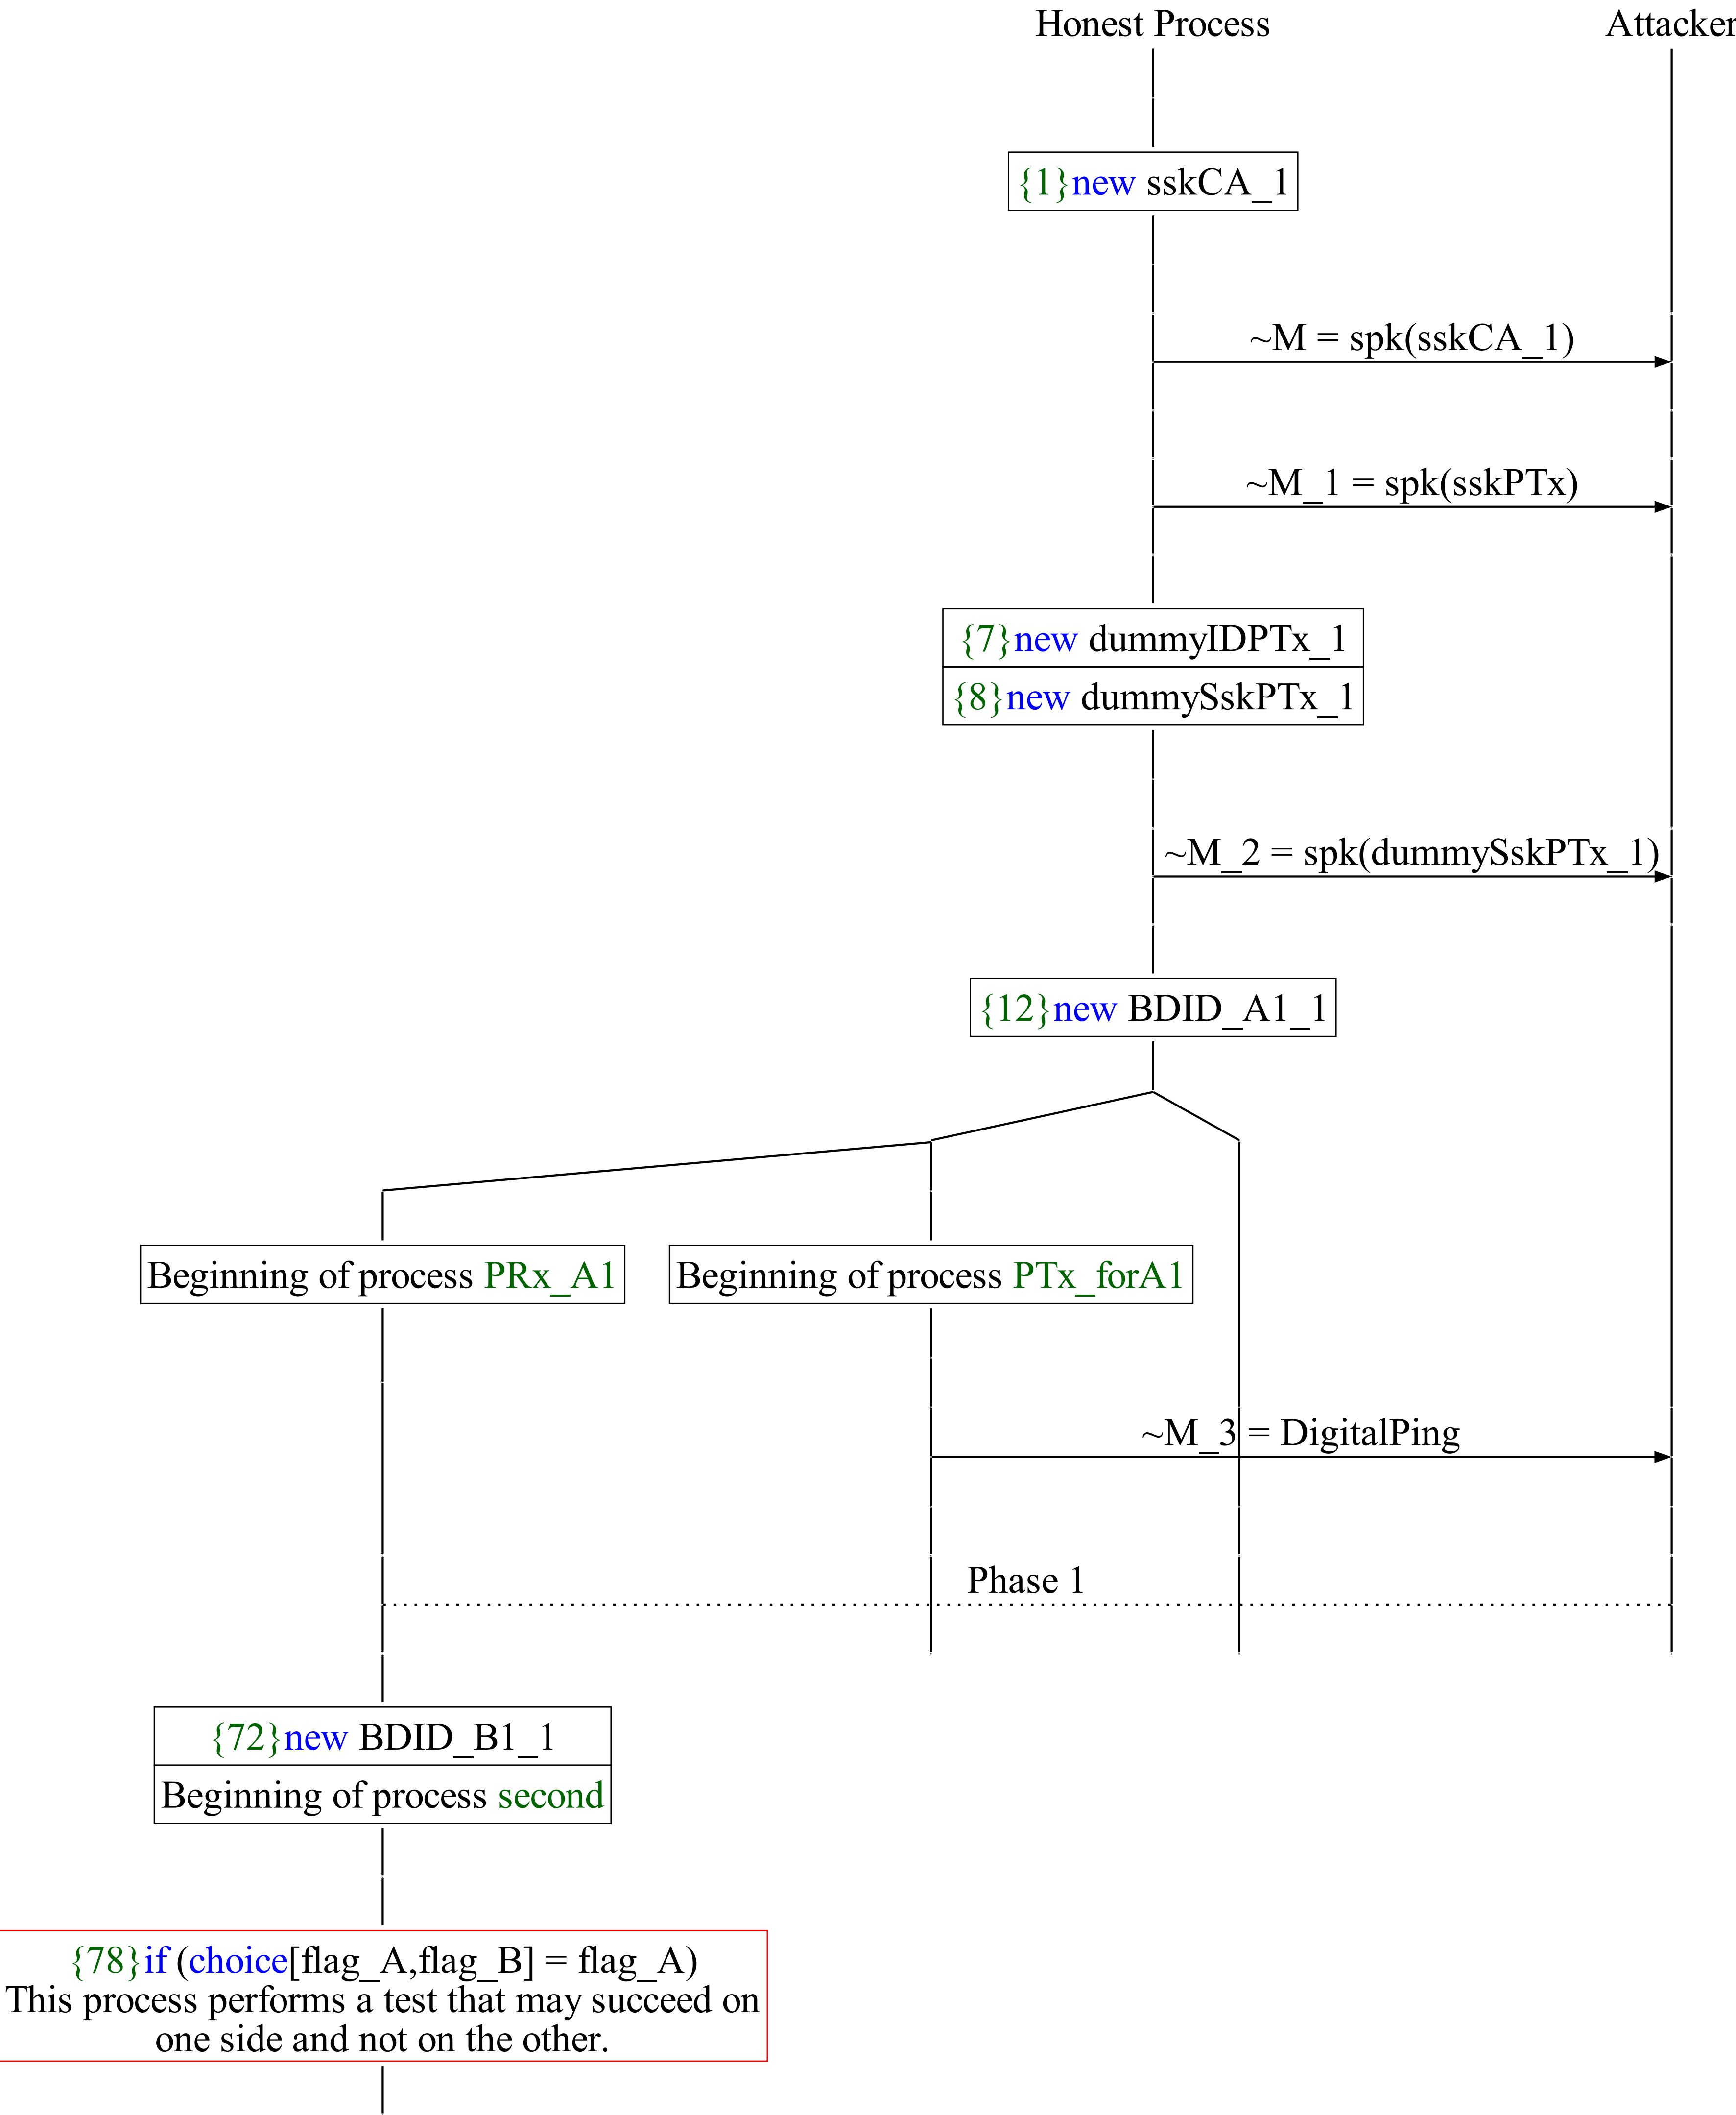 Honest Process
Attacker
{1}new sskCA_1
~M = spk(sskCA_1)
~M_1 = spk(sskPTx)
{7}new dummyIDPTx_1
{8}new dummySskPTx_1
~M_2 = spk(dummySskPTx_1)
{12}new BDID_A1_1
Beginning of process PRx_A1
Beginning of process PTx_forA1
~M_3 = DigitalPing
Phase 1
{72}new BDID_B1_1
Beginning of process second
{78}if (choice[flag_A,flag_B] = flag_A)
This process performs a test that may succeed on
one side and not on the other.